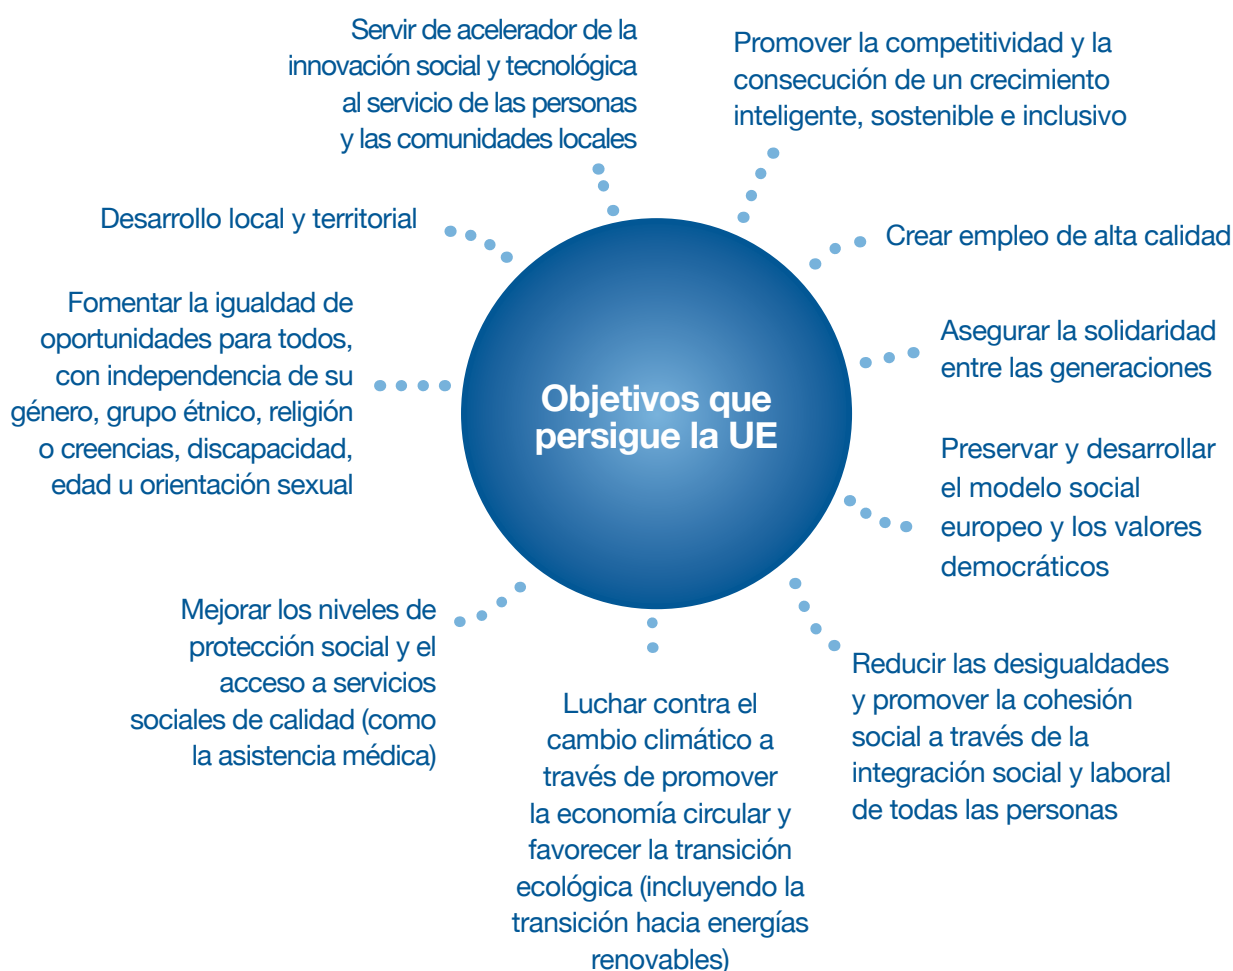 Servir de acelerador de la
innovación social y tecnológica
al servicio de las personas
y las comunidades locales
Promover la competitividad y la
consecución de un crecimiento
inteligente, sostenible e inclusivo
Desarrollo local y territorial
Crear empleo de alta calidad
Fomentar la igualdad de
oportunidades para todos,
con independencia de su
género, grupo étnico, religión
o creencias, discapacidad,
edad u orientación sexual
Asegurar la solidaridad
entre las generaciones
Objetivos que
persigue la UE
Preservar y desarrollar
el modelo social
europeo y los valores
democráticos
Mejorar los niveles de
protección social y el
acceso a servicios
sociales de calidad (como
la asistencia médica)
Luchar contra el
cambio climático a
través de promover
la economía circular y
favorecer la transición
ecológica (incluyendo la
transición hacia energías
renovables)
Reducir las desigualdades
y promover la cohesión
social a través de la
integración social y laboral
de todas las personas